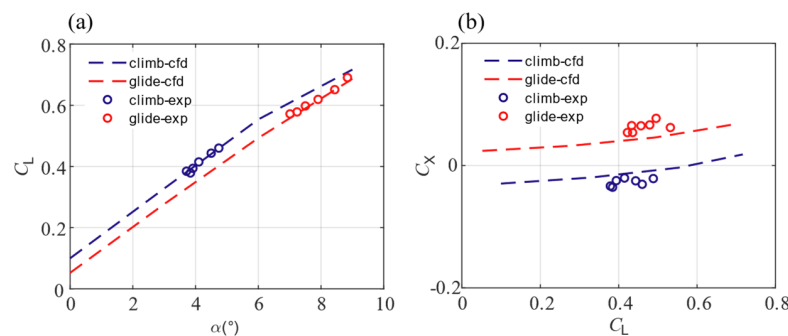 (a)
(b)
0.8
0.6
0.4
0.2
0
C_L
0
2
4
6
8
10
α(°)
climb-cfd
glide-cfd
climb-exp
glide-exp
0.2
0
-0.2
C_X
0
0.2
0.4
0.6
0.8
C_L
climb-cfd
glide-cfd
climb-exp
glide-exp